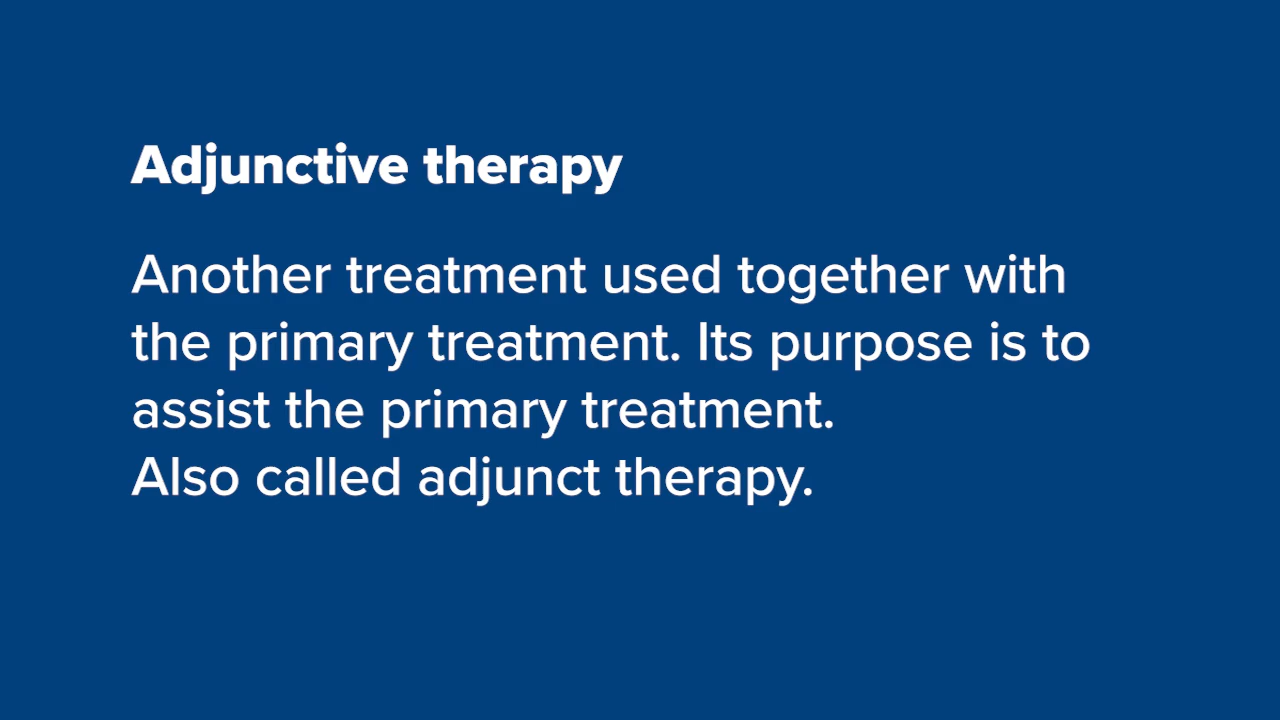 Adjunctive therapy
Another treatment used together with
the primary treatment. Its purpose is to
assist the primary treatment.
Also called adjunct therapy.